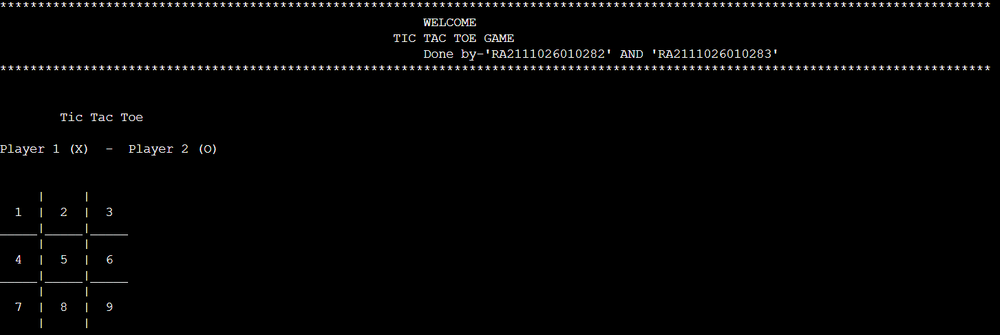 ***********************************************************************************************************************************
WELCOME
TIC TAC TOE GAME
Done by-'RA2111026010282' AND 'RA2111026010283'
***********************************************************************************************************************************
Tic Tac Toe
Player 1 (X)  -  Player 2 (O)
     |     |
  1  |  2  |  3
_____|_____|_____
     |     |
  4  |  5  |  6
_____|_____|_____
     |     |
  7  |  8  |  9
     |     |